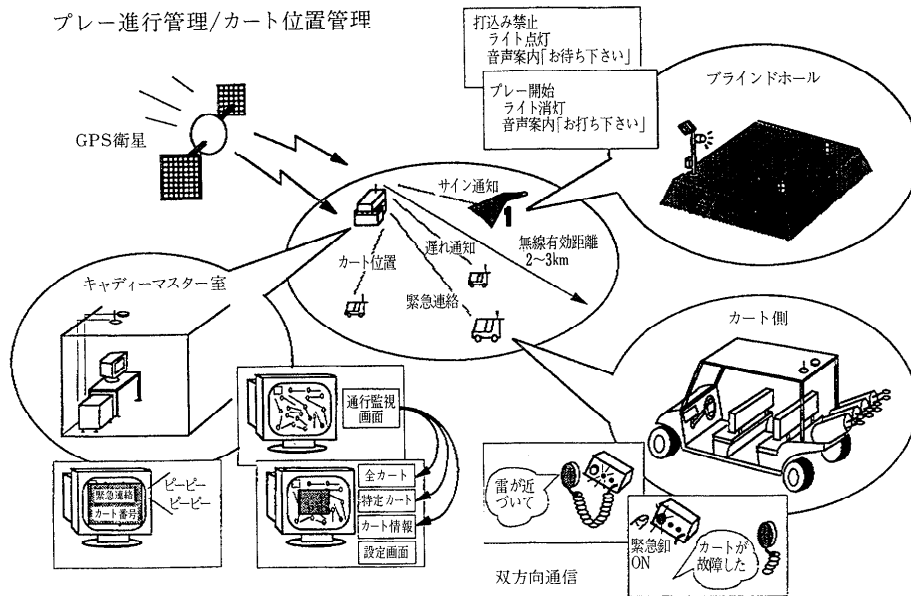 プレー進行管理/カート位置管理
打込み禁止
ライト点灯
音声案内「お待ち下さい」
プレー開始
ライト消灯
音声案内「お打ち下さい」
ブラインドホール
GPS衛星
サイン通知
1
無線有効距離
2〜3km
遅れ通知
カート位置
緊急連絡
キャディーマスター室
カート側
通行監視
画面
全カート
特定カート
カート情報
設定画面
緊急連絡
カート番号
ピーピー
ピーピー
雷が近
づいて
緊急釦
ON
カートが
故障した
双方向通信